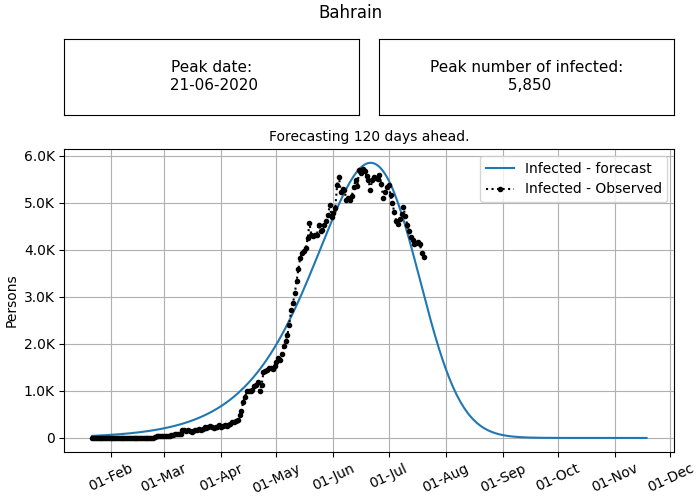 Bahrain
Peak date:
21-06-2020
Peak number of infected:
5,850
Forecasting 120 days ahead.
Infected - forecast
Infected - Observed
6.0K
5.0K
4.0K
3.0K
2.0K
1.0K
0
Persons
01-Feb
01-Mar
01-Apr
01-May
01-Jun
01-Jul
01-Aug
01-Sep
01-Oct
01-Nov
01-Dec